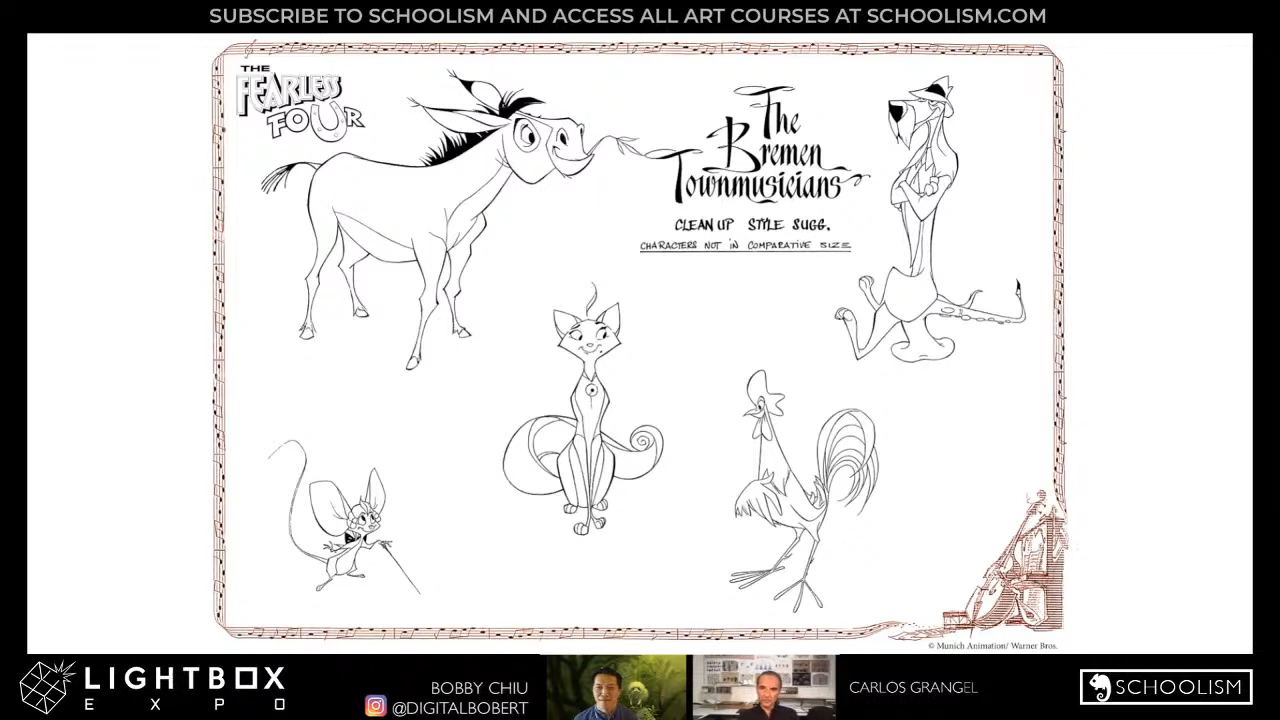 SUBSCRIBE TO SCHOOLISM AND ACCESS ALL ART COURSES AT SCHOOLISM.COM
THE
FEARLESS
FOUR
The
Bremen
Townmusicians
CLEAN UP STYLE SUGG.
CHARACTERS NOT IN COMPARATIVE SIZE
© Munich Animation/ Warner Bros.
LIGHTBOX
EXPO
BOBBY CHIU
@DIGITALBOBERT
CARLOS GRANGEL
SCHOOLISM